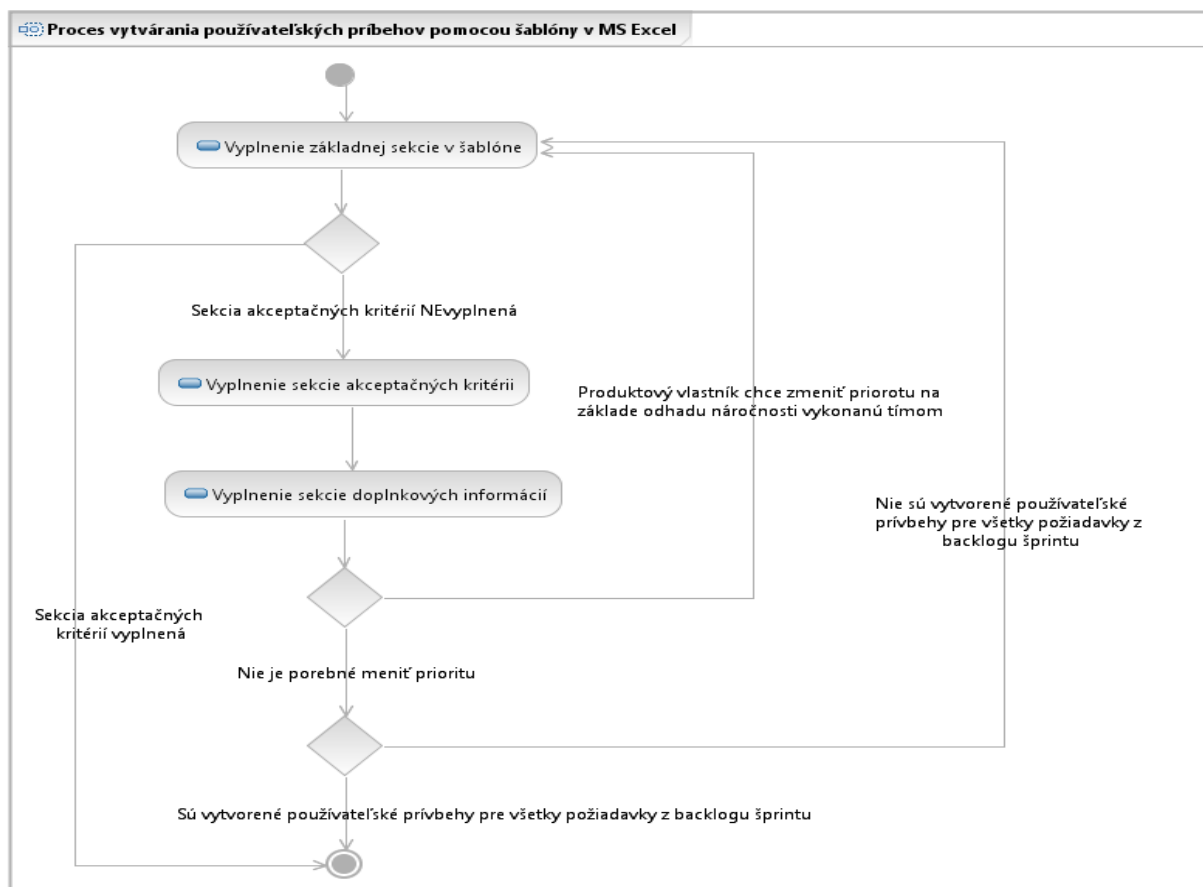 Proces vytvárania používateľských príbehov pomocou šablóny v MS Excel
Vyplnenie základnej sekcie v šablóne
Sekcia akceptačných kritérií NEvyplnená
Vyplnenie sekcie akceptačných kritérii
Produktový vlastník chce zmeniť priorotu na
základe odhadu náročnosti vykonanú tímom
Vyplnenie sekcie doplnkových informácií
Nie sú vytvorené používateľské
prívbehy pre všetky požiadavky z
backlogu šprintu
Sekcia akceptačných
kritérií vyplnená
Nie je porebné meniť prioritu
Sú vytvorené používateľské prívbehy pre všetky požiadavky z backlogu šprintu